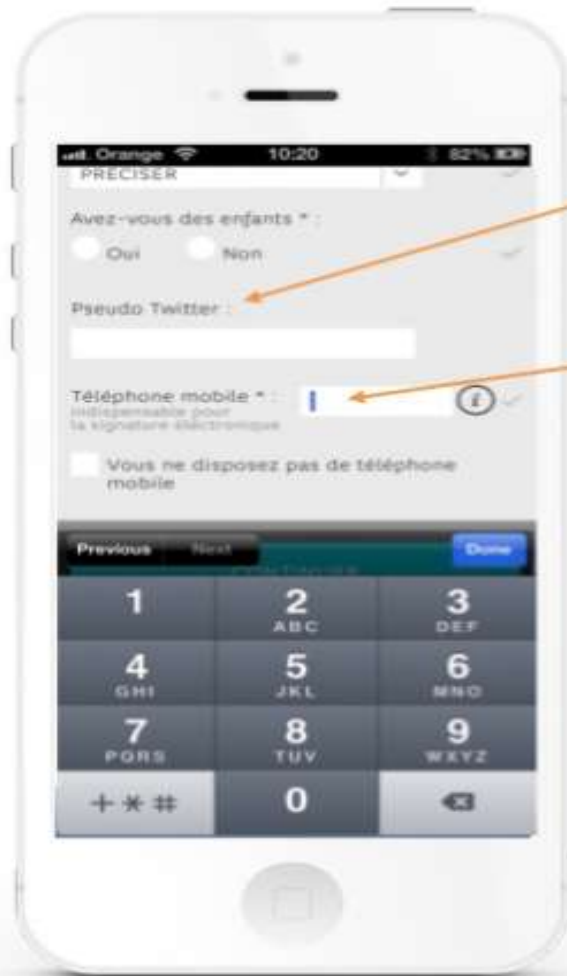 Orange 10:20 82%
PRÉCISER
Avez-vous des enfants * :
Oui Non
Pseudo Twitter :
Téléphone mobile * :
indispensable pour
la signature électronique
i
Vous ne disposez pas de téléphone
mobile
Previous Next Done
CONTINUER
1 2 3
ABC DEF
4 5 6
GHI JKL MNO
7 8 9
PQRS TUV WXYZ
+ * # 0